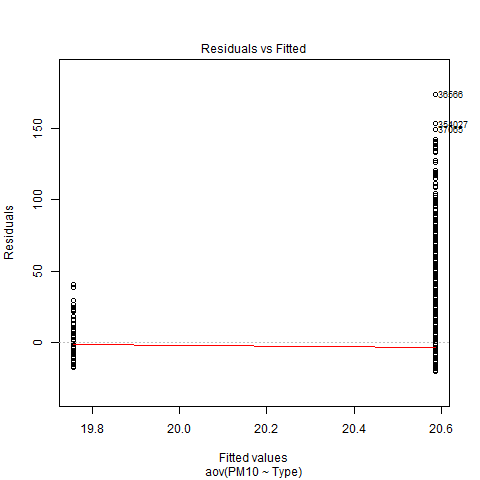 Residuals vs Fitted
Residuals
150
100
50
0
36566
354027
37065
19.8 20.0 20.2 20.4 20.6
Fitted values
aov(PM10 ~ Type)